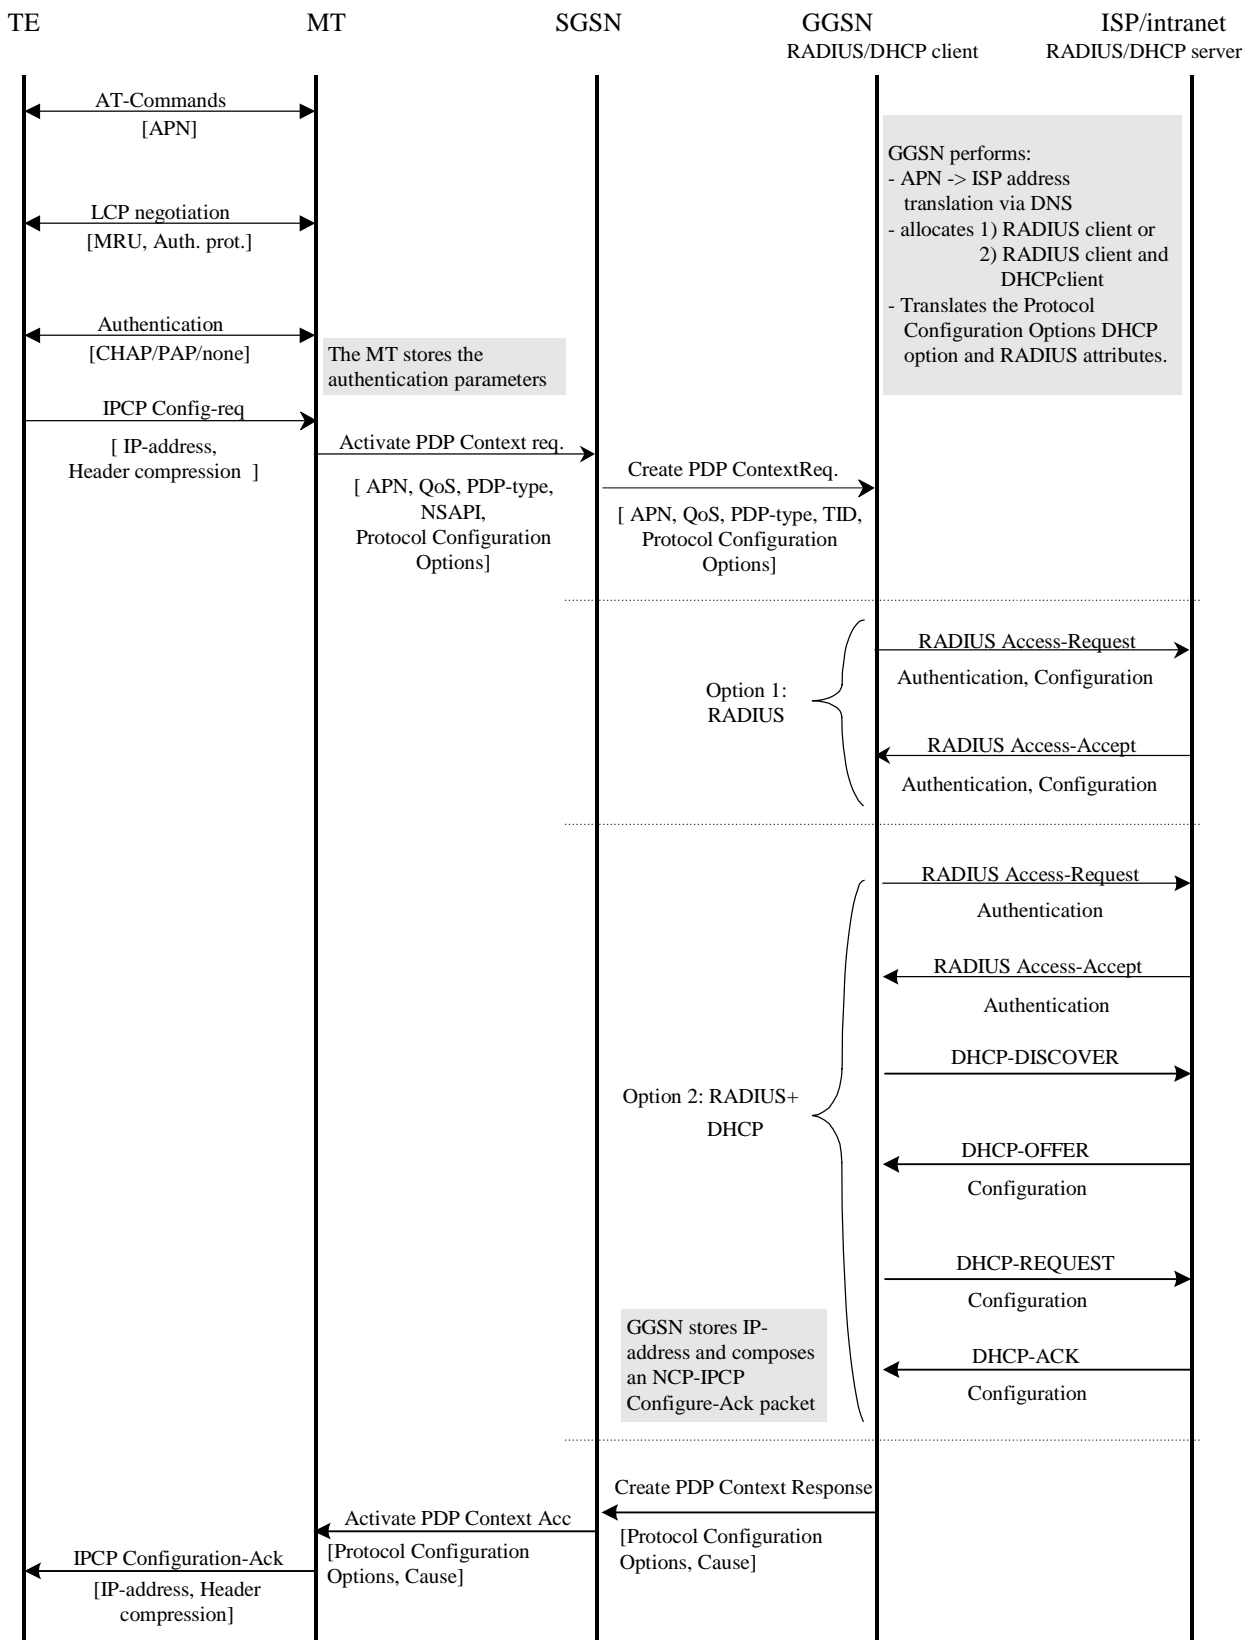 TE
MT
SGSN
GGSN
RADIUS/DHCP client
ISP/intranet
RADIUS/DHCP server
AT-Commands
[APN]
LCP negotiation
[MRU, Auth. prot.]
Authentication
[CHAP/PAP/none]
The MT stores the
authentication parameters
GGSN performs:
- APN -> ISP address
translation via DNS
- allocates 1) RADIUS client or
2) RADIUS client and
DHCPclient
- Translates the Protocol
Configuration Options DHCP
option and RADIUS attributes.
IPCP Config-req
[ IP-address,
Header compression ]
Activate PDP Context req.
[ APN, QoS, PDP-type,
NSAPI,
Protocol Configuration
Options]
Create PDP ContextReq.
[ APN, QoS, PDP-type, TID,
Protocol Configuration
Options]
Option 1:
RADIUS
RADIUS Access-Request
Authentication, Configuration
RADIUS Access-Accept
Authentication, Configuration
Option 2: RADIUS+
DHCP
RADIUS Access-Request
Authentication
RADIUS Access-Accept
Authentication
DHCP-DISCOVER
DHCP-OFFER
Configuration
DHCP-REQUEST
Configuration
DHCP-ACK
Configuration
GGSN stores IP-
address and composes
an NCP-IPCP
Configure-Ack packet
Create PDP Context Response
[Protocol Configuration
Options, Cause]
Activate PDP Context Acc
[Protocol Configuration
Options, Cause]
IPCP Configuration-Ack
[IP-address, Header
compression]